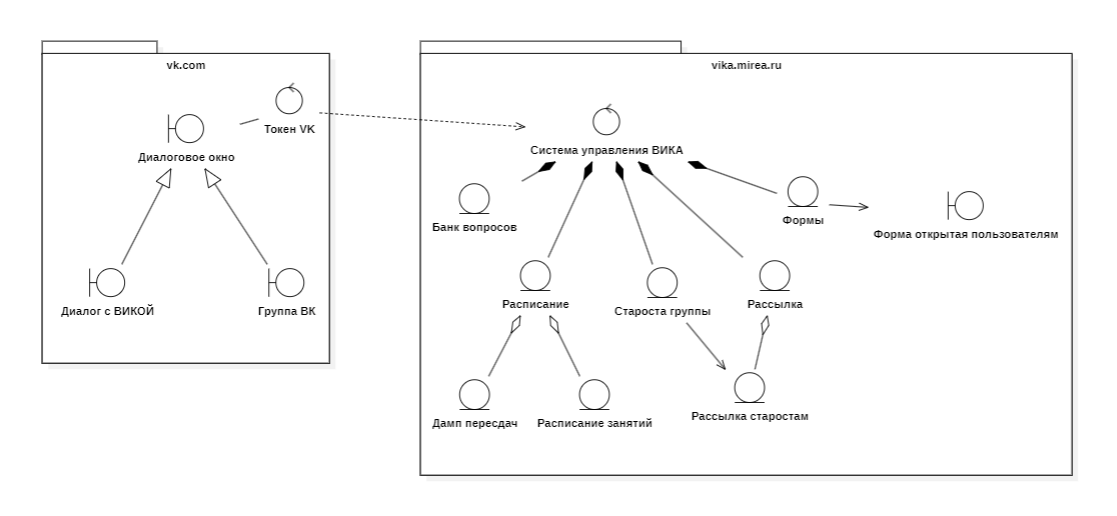 vk.com
vika.mirea.ru
Токен VK
Диалоговое окно
Система управления ВИКА
Банк вопросов
Формы
Форма открытая пользователям
Диалог с ВИКОЙ
Группа ВК
Расписание
Староста группы
Рассылка
Дамп пересдач
Расписание занятий
Рассылка старостам